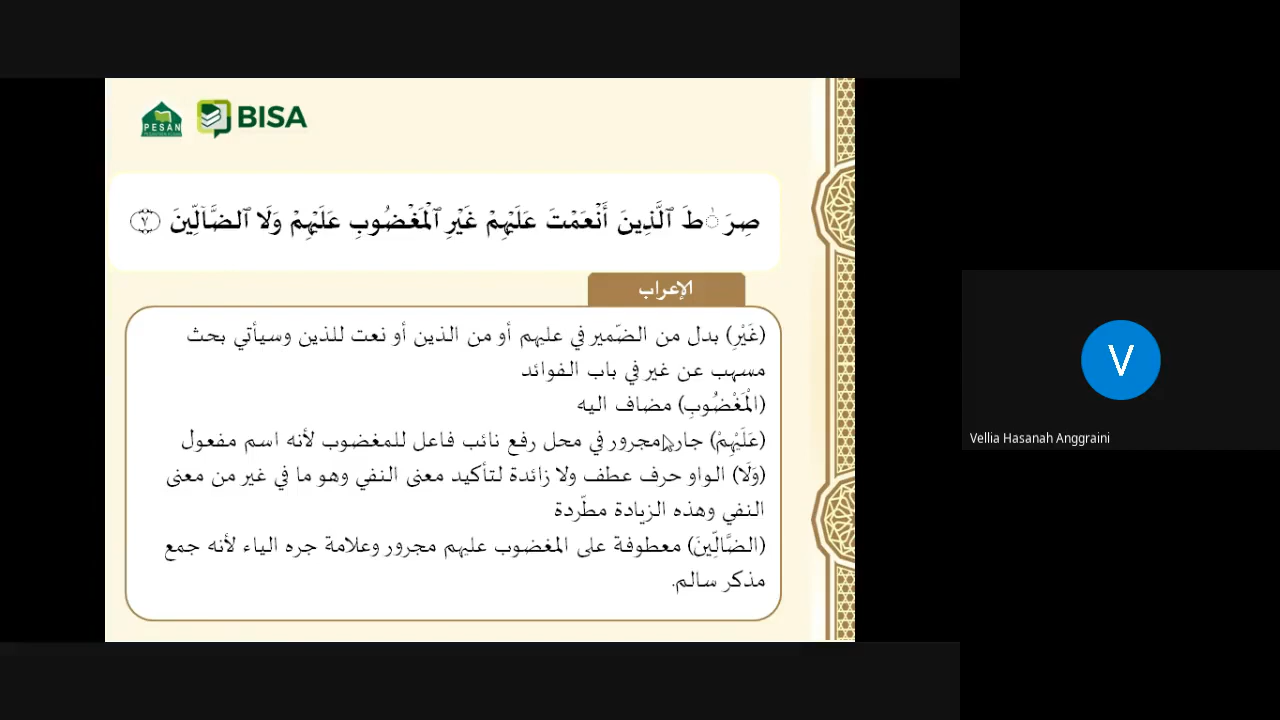 PESAN
BISA
صِرَٰطَ ٱلَّذِينَ أَنْعَمْتَ عَلَيْهِمْ غَيْرِ ٱلْمَغْضُوبِ عَلَيْهِمْ وَلَا ٱلضَّآلِّينَ ٧
الإعراب
(غَيْرِ) بدل من الضّمير في عليهم أو من الذين أو نعت للذين وسيأتي بحث
مسهب عن غير في باب الفوائد
(الْمَغْضُوبِ) مضاف اليه
(عَلَيْهِمْ) جار ومجرور في محل رفع نائب فاعل للمغضوب لأنه اسم مفعول
(وَلَا) الواو حرف عطف ولا زائدة لتأكيد معنى النفي وهو ما في غير من معنى
النفي وهذه الزيادة مطّردة
(الضَّالِّينَ) معطوفة على المغضوب عليهم مجرور وعلامة جره الياء لأنه جمع
مذكر سالم.
V
Vellia Hasanah Anggraini